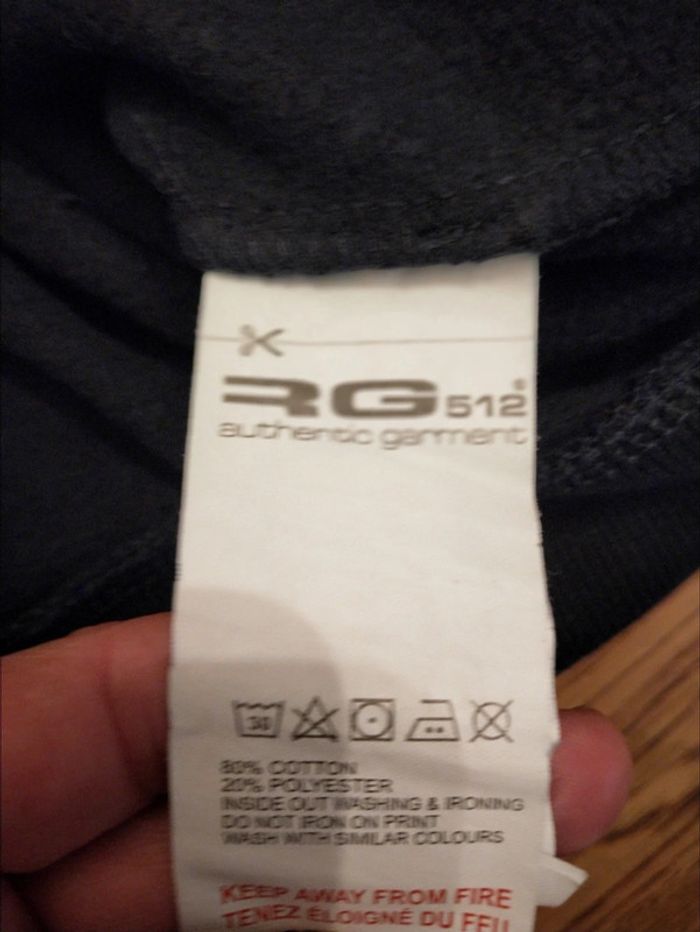 RG512®
authentic garment
30
80% COTTON
20% POLYESTER
INSIDE OUT WASHING & IRONING
DO NOT IRON ON PRINT
WASH WITH SIMILAR COLOURS
KEEP AWAY FROM FIRE
TENEZ ÉLOIGNÉ DU FEU